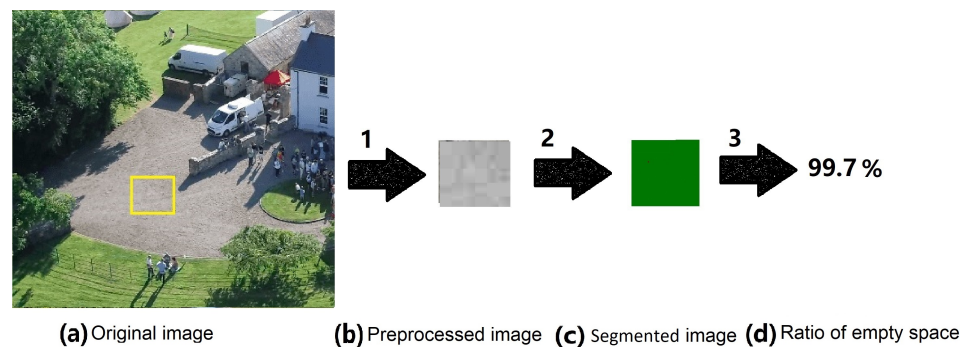 1
2
3
99.7 %
(a) Original image
(b) Preprocessed image
(c) Segmented image
(d) Ratio of empty space